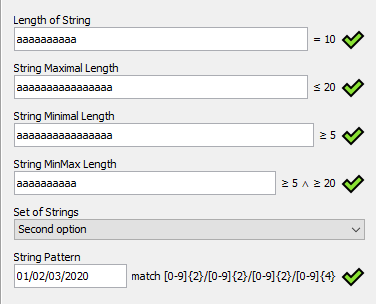 Length of String
aaaaaaaaaa = 10
String Maximal Length
aaaaaaaaaaaaaaaa ≤ 20
String Minimal Length
aaaaaaaaaaaaaaaa ≥ 5
String MinMax Length
aaaaaaaaaa ≥ 5 ∧ ≥ 20
Set of Strings
Second option
String Pattern
01/02/03/2020 match [0-9]{2}/[0-9]{2}/[0-9]{2}/[0-9]{4}